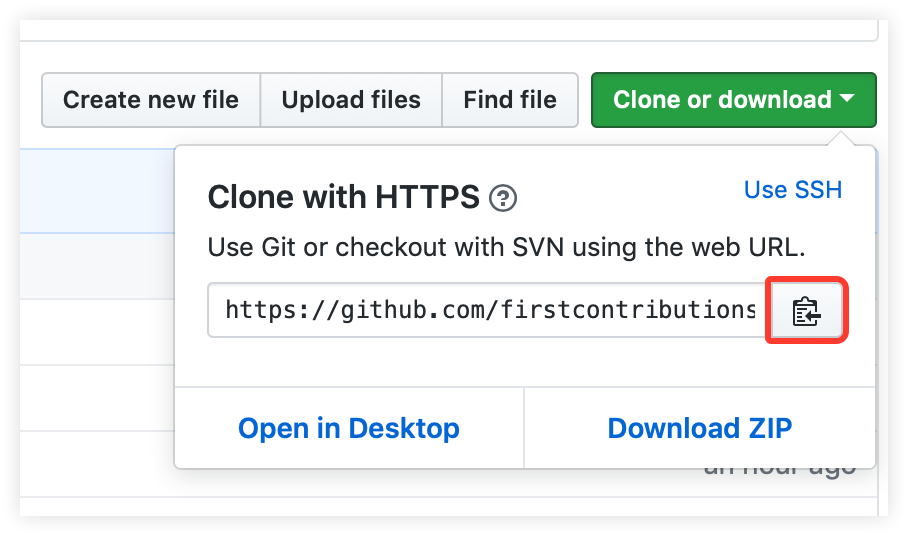 Create new file
Upload files
Find file
Clone or download
Clone with HTTPS
Use SSH
Use Git or checkout with SVN using the web URL.
https://github.com/firstcontributions
Open in Desktop
Download ZIP
an hour ago